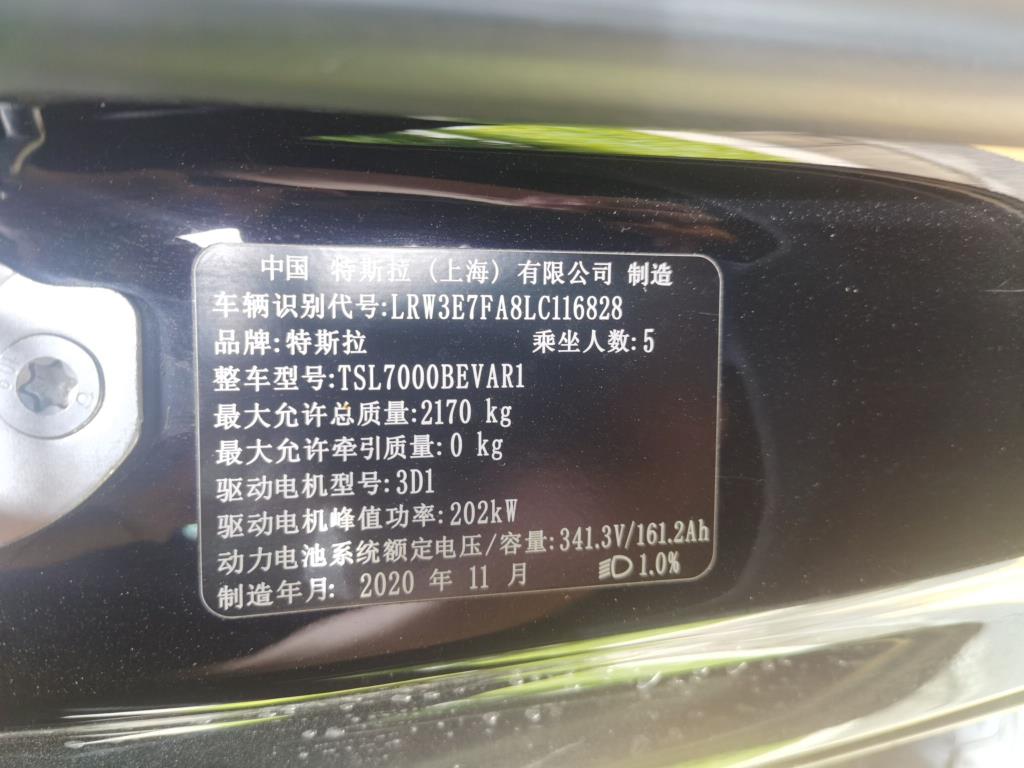 中国 特斯拉 (上海) 有限公司 制造
车辆识别代号:LRW3E7FA8LC116828
品牌:特斯拉 乘坐人数:5
整车型号:TSL7000BEVAR1
最大允许总质量:2170 kg
最大允许牵引质量:0 kg
驱动电机型号:3D1
驱动电机峰值功率:202kW
动力电池系统额定电压/容量:341.3V/161.2Ah
制造年月: 2020 年 11 月 1.0%